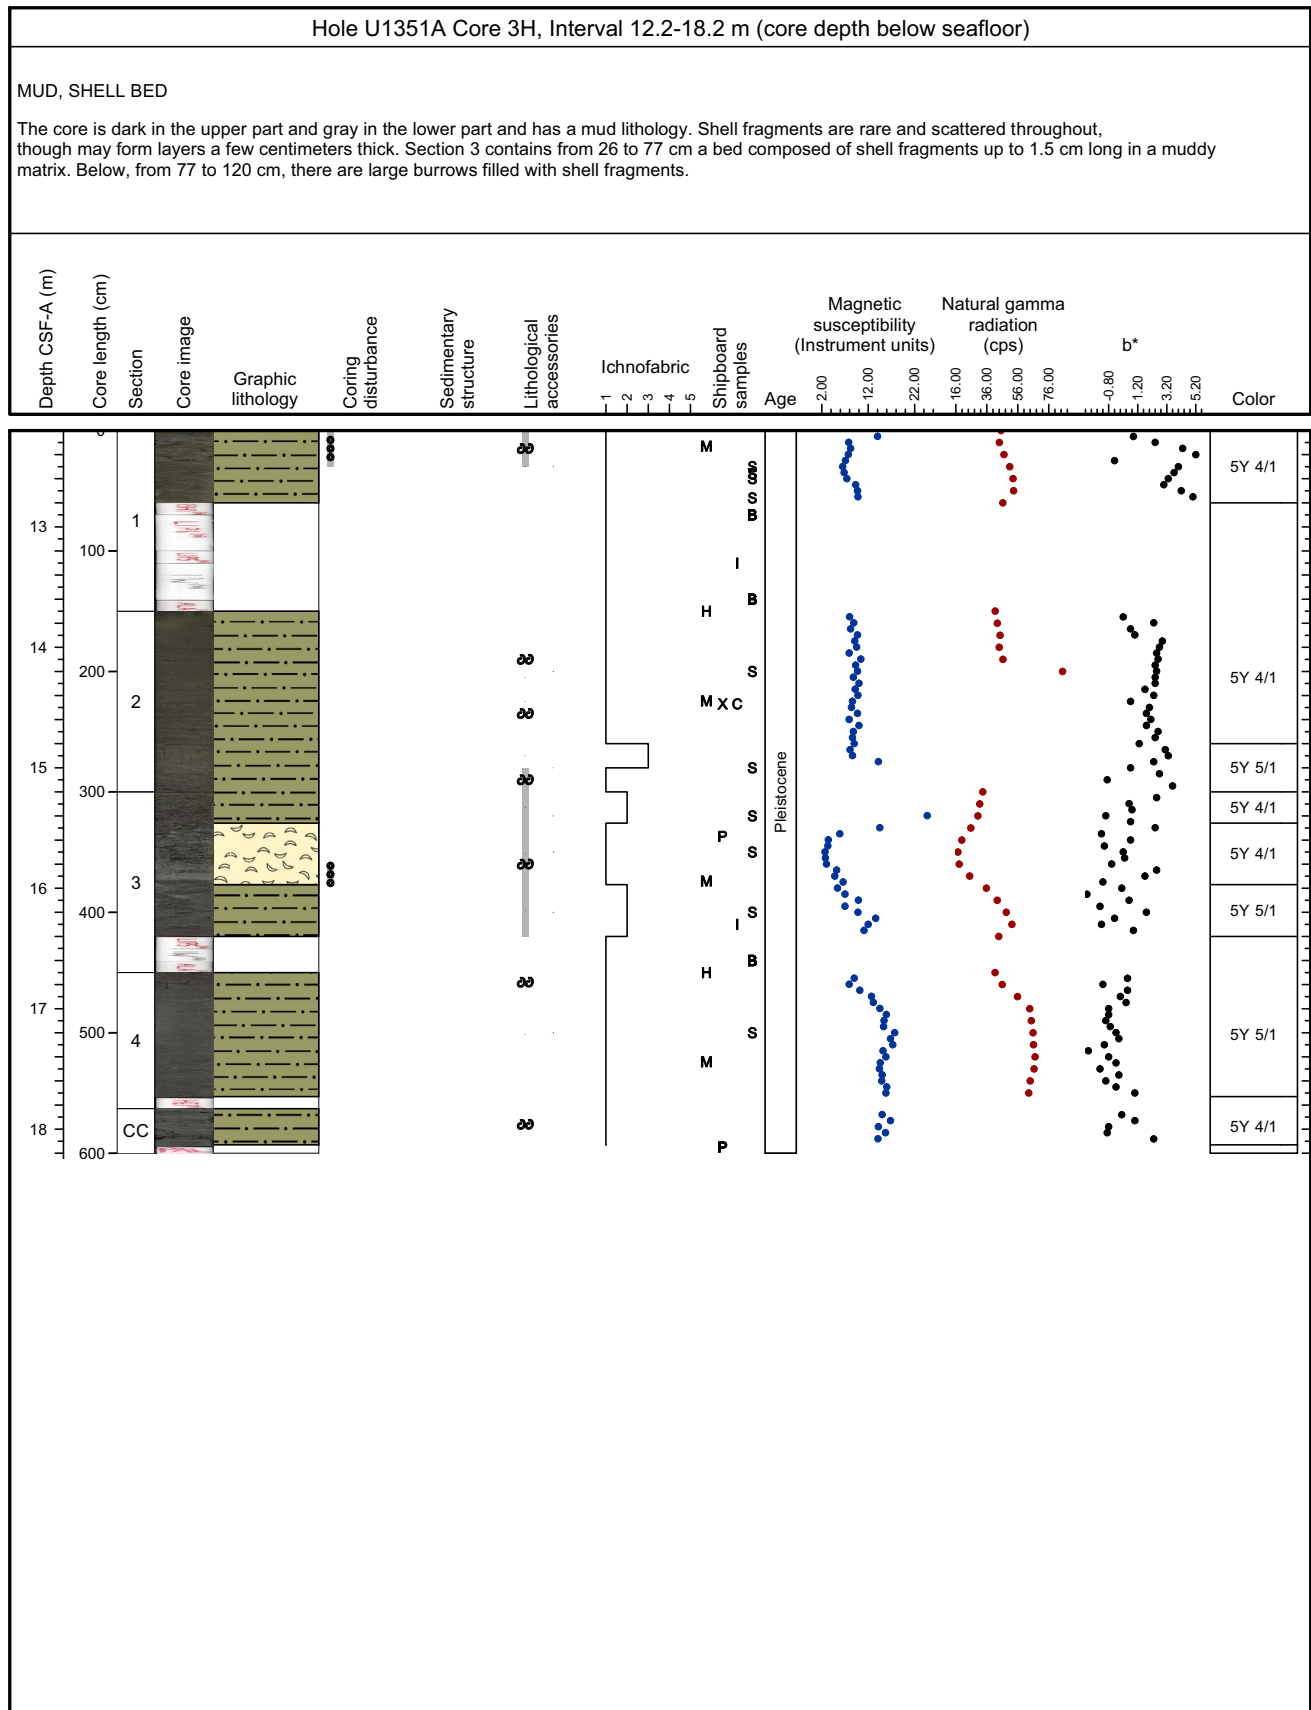 Hole U1351A Core 3H, Interval 12.2-18.2 m (core depth below seafloor)
MUD, SHELL BED
The core is dark in the upper part and gray in the lower part and has a mud lithology. Shell fragments are rare and scattered throughout,
though may form layers a few centimeters thick. Section 3 contains from 26 to 77 cm a bed composed of shell fragments up to 1.5 cm long in a muddy
matrix. Below, from 77 to 120 cm, there are large burrows filled with shell fragments.
Depth CSF-A (m)
Core length (cm)
Section
Core image
Graphic
lithology
Coring
disturbance
Sedimentary
structure
Lithological
accessories
Ichnofabric
1 2 3 4 5
Shipboard
samples
Age
Magnetic
susceptibility
(Instrument units)
2.00 12.00 22.00
Natural gamma
radiation
(cps)
16.00 36.00 56.00 76.00
b*
-0.80 1.20 3.20 5.20
Color
0
M
S
S
5Y 4/1
S
B
13
1
100
I
B
H
14
200
S
2
M X C
5Y 4/1
15
S
5Y 5/1
300
S
5Y 4/1
P
S
5Y 4/1
16
3
M
400
S
5Y 5/1
I
B
H
17
500
4
S
5Y 5/1
M
18
CC
5Y 4/1
600
P
Pleistocene